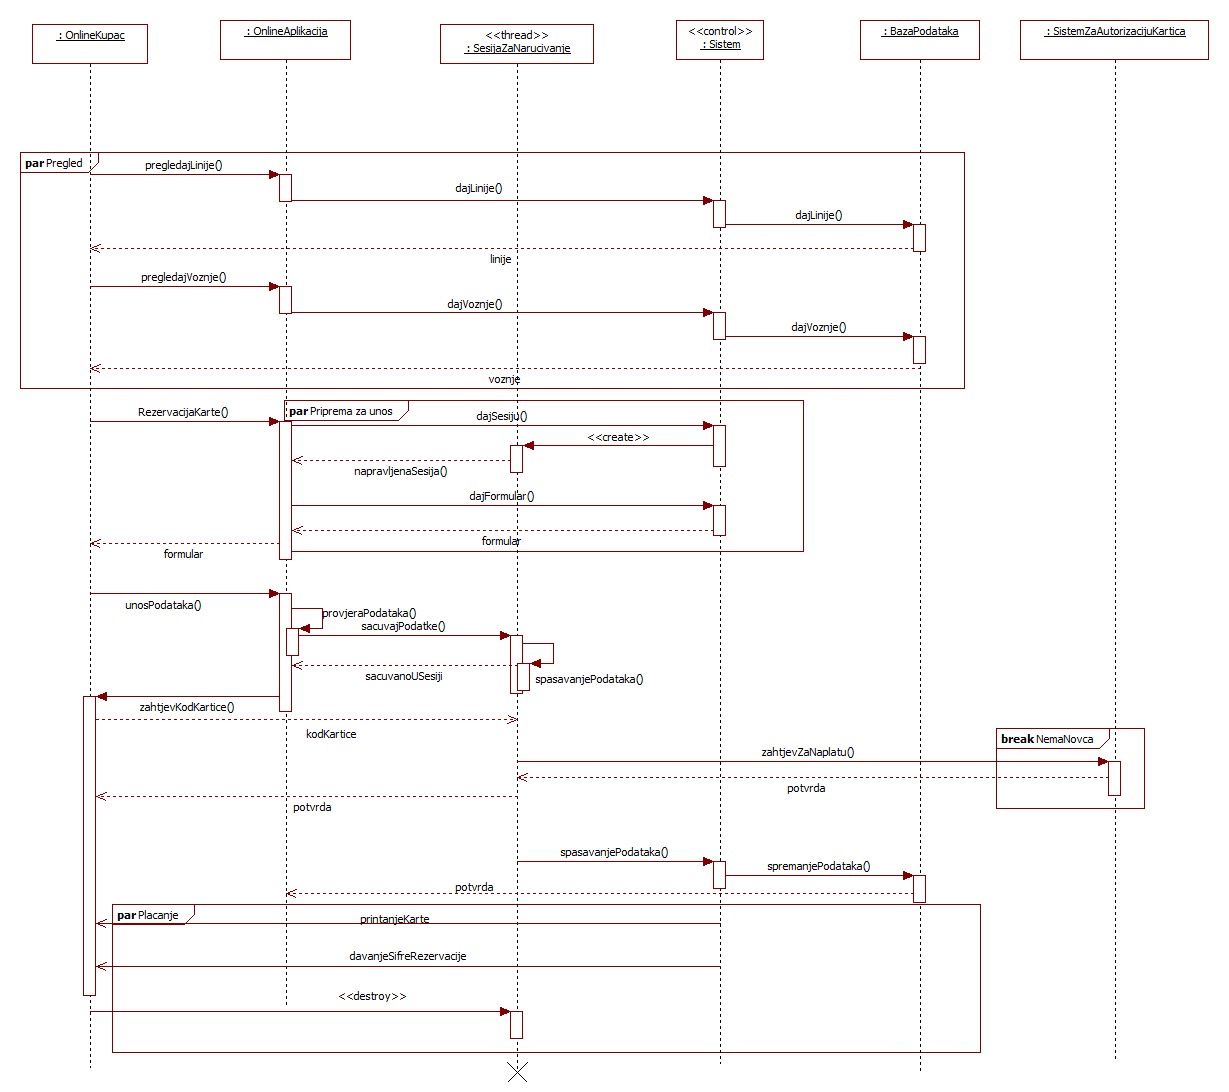 : OnlineKupac
: OnlineAplikacija
<<thread>>
: SesijaZaNarucivanje
<<control>>
: Sistem
: BazaPodataka
: SistemZaAutorizacijuKartica
par Pregled
pregledajLinije()
dajLinije()
dajLinije()
linije
pregledajVoznje()
dajVoznje()
dajVoznje()
voznje
RezervacijaKarte()
par Priprema za unos
dajSesiju()
<<create>>
napravljenaSesija()
dajFormular()
formular
formular
unosPodataka()
provjeraPodataka()
sacuvajPodatke()
sacuvanoUSesiji
spasavanjePodataka()
zahtjevKodKartice()
kodKartice
break NemaNovca
zahtjevZaNaplatu()
potvrda
potvrda
spasavanjePodataka()
spremanjePodataka()
potvrda
par Placanje
printanjeKarte
davanjeSifreRezervacije
<<destroy>>